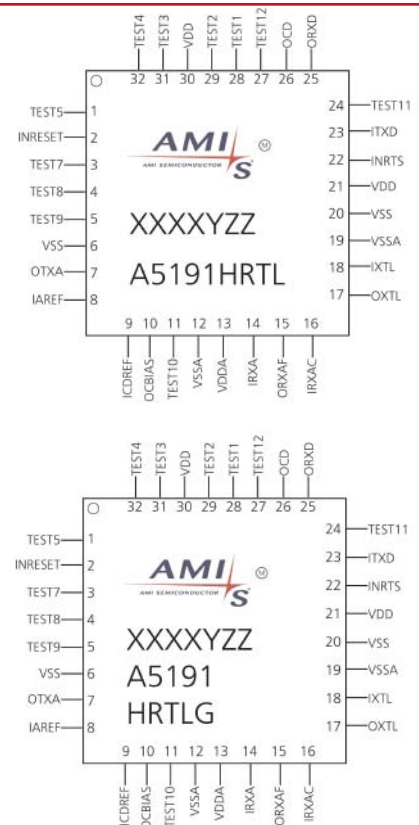 TEST4 TEST3 VDD TEST2 TEST1 TEST12 OCD ORXD
32 31 30 29 28 27 26 25
TEST5 1 24 TEST11
INRESET 2 23 ITXD
TEST7 3 22 INRTS
TEST8 4 21 VDD
TEST9 5 20 VSS
VSS 6 19 VSSA
OTXA 7 18 IXTL
IAREF 8 17 OXTL
AMIS M
AMI SEMICONDUCTOR
XXXXYZZ
A5191HRTL
9 10 11 12 13 14 15 16
ICDREF OCBIAS TEST10 VSSA VDDA IRXA ORXAF IRXAC
TEST4 TEST3 VDD TEST2 TEST1 TEST12 OCD ORXD
32 31 30 29 28 27 26 25
TEST5 1 24 TEST11
INRESET 2 23 ITXD
TEST7 3 22 INRTS
TEST8 4 21 VDD
TEST9 5 20 VSS
VSS 6 19 VSSA
OTXA 7 18 IXTL
IAREF 8 17 OXTL
AMIS M
AMI SEMICONDUCTOR
XXXXYZZ
A5191
HRTLG
9 10 11 12 13 14 15 16
ICDREF OCBIAS TEST10 VSSA VDDA IRXA ORXAF IRXAC